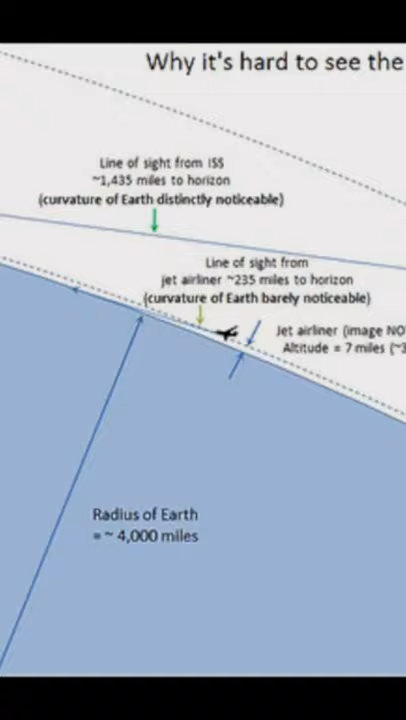 Why it's hard to see the
Line of sight from ISS
~1,435 miles to horizon
(curvature of Earth distinctly noticeable)
Line of sight from
jet airliner ~235 miles to horizon
(curvature of Earth barely noticeable)
Jet airliner (image NO
Altitude = 7 miles (~3
Radius of Earth
= ~ 4,000 miles